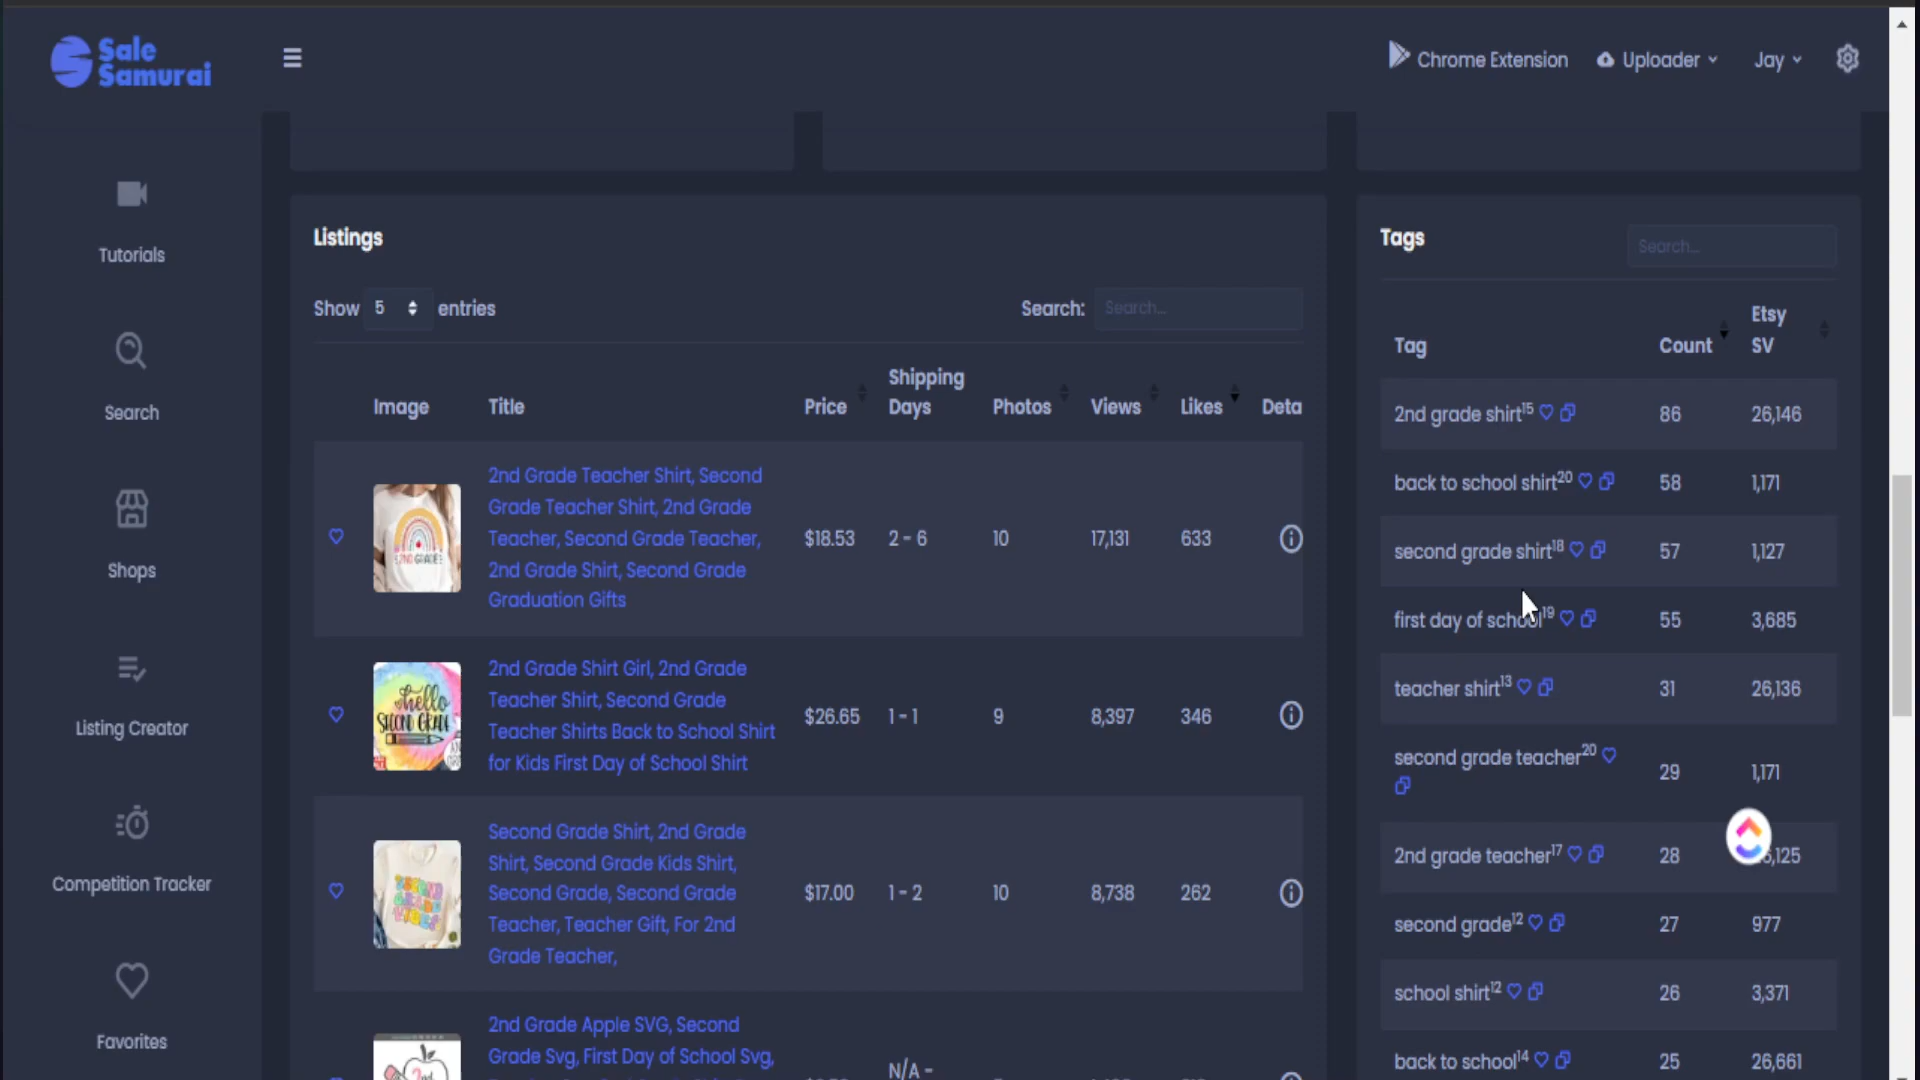 Sale
Samurai
Chrome Extension
Uploader
Jay
Tutorials
Search
Shops
Listing Creator
Competition Tracker
Favorites
Listings
Show 5 entries
Search: Search...
Image Title Price Shipping Days Photos Views Likes Deta
2nd Grade Teacher Shirt, Second
Grade Teacher Shirt, 2nd Grade
Teacher, Second Grade Teacher,
2nd Grade Shirt, Second Grade
Graduation Gifts
$18.53 2 - 6 10 17,131 633
2ND GRADE
2nd Grade Shirt Girl, 2nd Grade
Teacher Shirt, Second Grade
Teacher Shirts Back to School Shirt
for Kids First Day of School Shirt
$26.65 1 - 1 9 8,397 346
hello
SECOND GRADE
Second Grade Shirt, 2nd Grade
Shirt, Second Grade Kids Shirt,
Second Grade, Second Grade
Teacher, Teacher Gift, For 2nd
Grade Teacher,
$17.00 1 - 2 10 8,738 262
SECOND
GRADE
VIBES
2nd Grade Apple SVG, Second
Grade Svg, First Day of School Svg,
N/A -
2nd
Tags
Search...
Tag Count Etsy SV
2nd grade shirt15 86 26,146
back to school shirt20 58 1,171
second grade shirt18 57 1,127
first day of school19 55 3,685
teacher shirt13 31 26,136
second grade teacher20 29 1,171
2nd grade teacher17 28 ,125
second grade12 27 977
school shirt12 26 3,371
back to school14 25 26,661